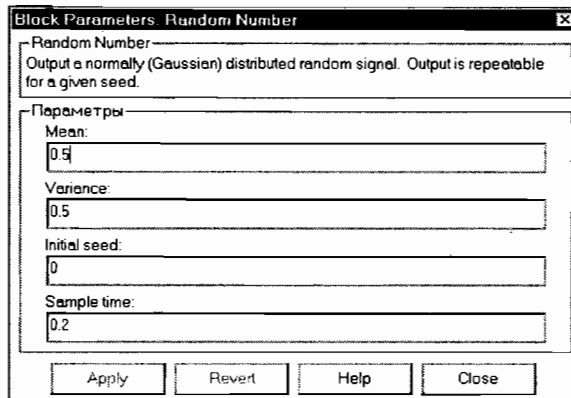 Block Parameters. Random Number
Random Number
Output a normally (Gaussian) distributed random signal. Output is repeatable
for a given seed.
Параметры
Mean:
0.5
Variance:
0.5
Initial seed:
0
Sample time:
0.2
Apply Revert Help Close